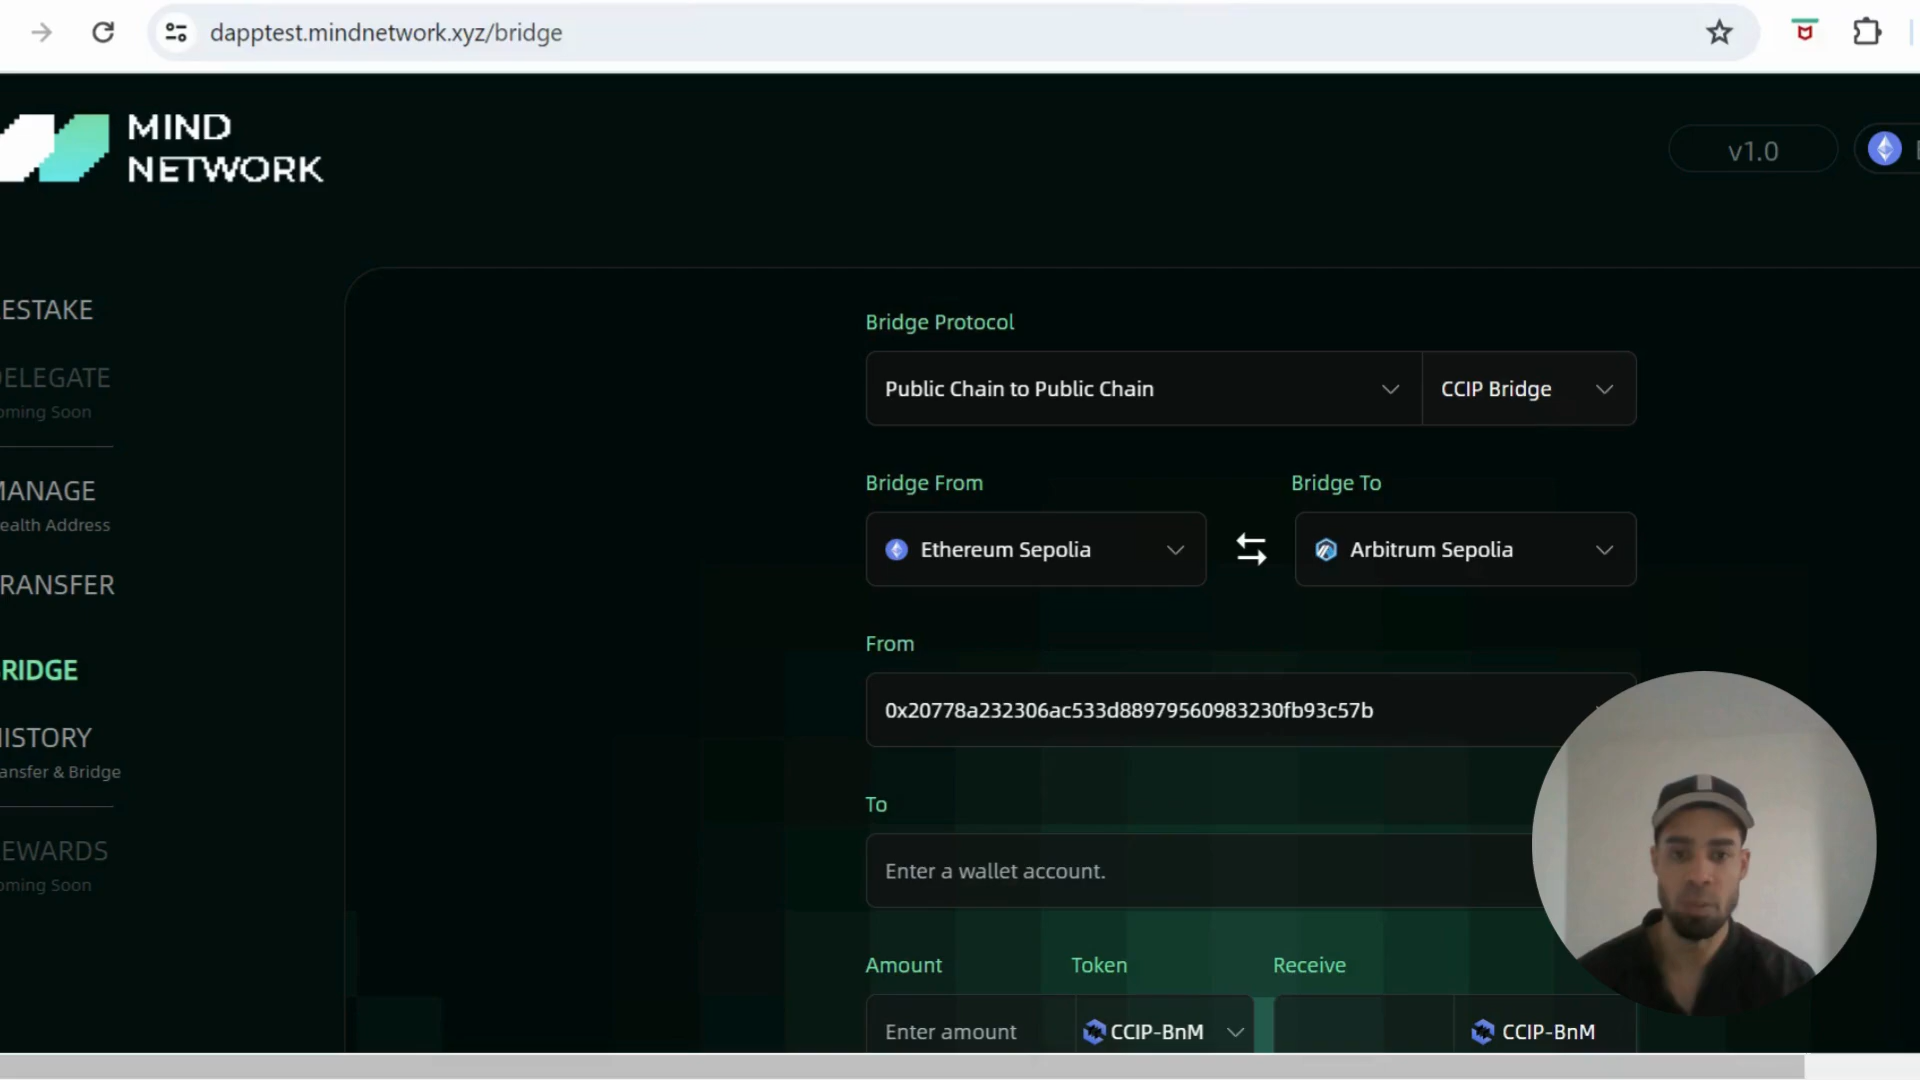 dapptest.mindnetwork.xyz/bridge
MIND
NETWORK
v1.0
ESTAKE
ELEGATE
oming Soon
MANAGE
ealth Address
RANSFER
RIDGE
ISTORY
ansfer & Bridge
EWARDS
oming Soon
Bridge Protocol
Public Chain to Public Chain
CCIP Bridge
Bridge From
Bridge To
Ethereum Sepolia
Arbitrum Sepolia
From
0x20778a232306ac533d88979560983230fb93c57b
To
Enter a wallet account.
Amount
Token
Receive
Enter amount
CCIP-BnM
CCIP-BnM